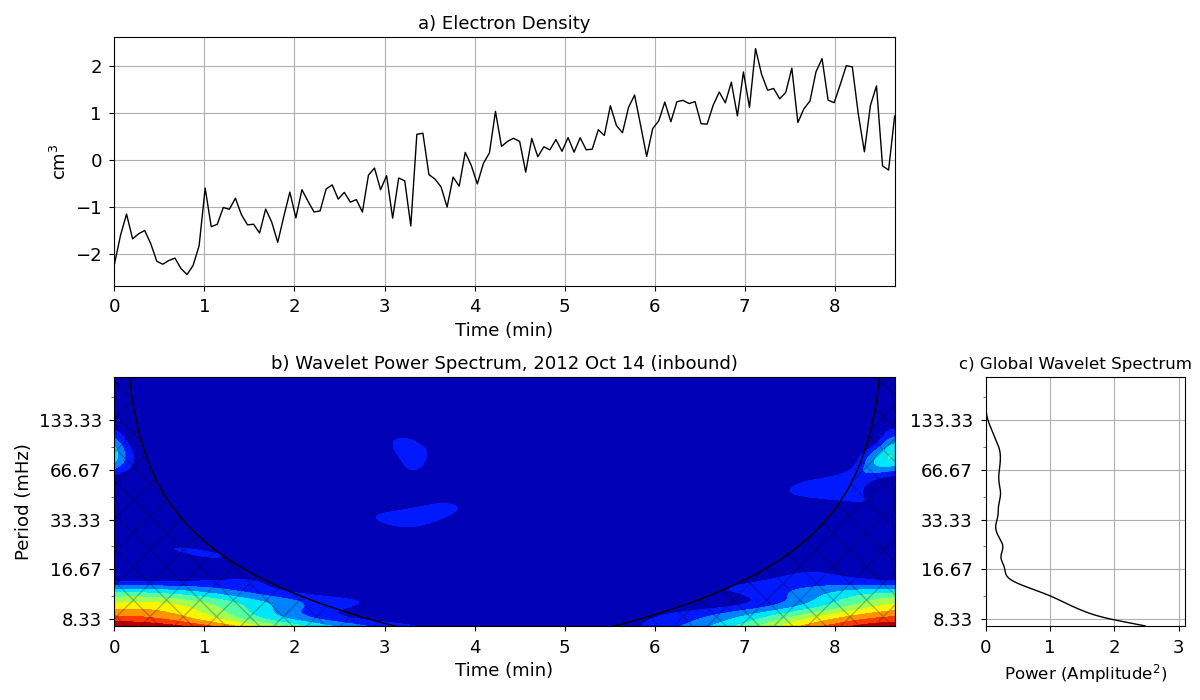 a) Electron Density
cm³
2
1
0
−1
−2
0 1 2 3 4 5 6 7 8
Time (min)
b) Wavelet Power Spectrum, 2012 Oct 14 (inbound)
Period (mHz)
133.33
66.67
33.33
16.67
8.33
0 1 2 3 4 5 6 7 8
Time (min)
c) Global Wavelet Spectrum
133.33
66.67
33.33
16.67
8.33
0 1 2 3
Power (Amplitude²)